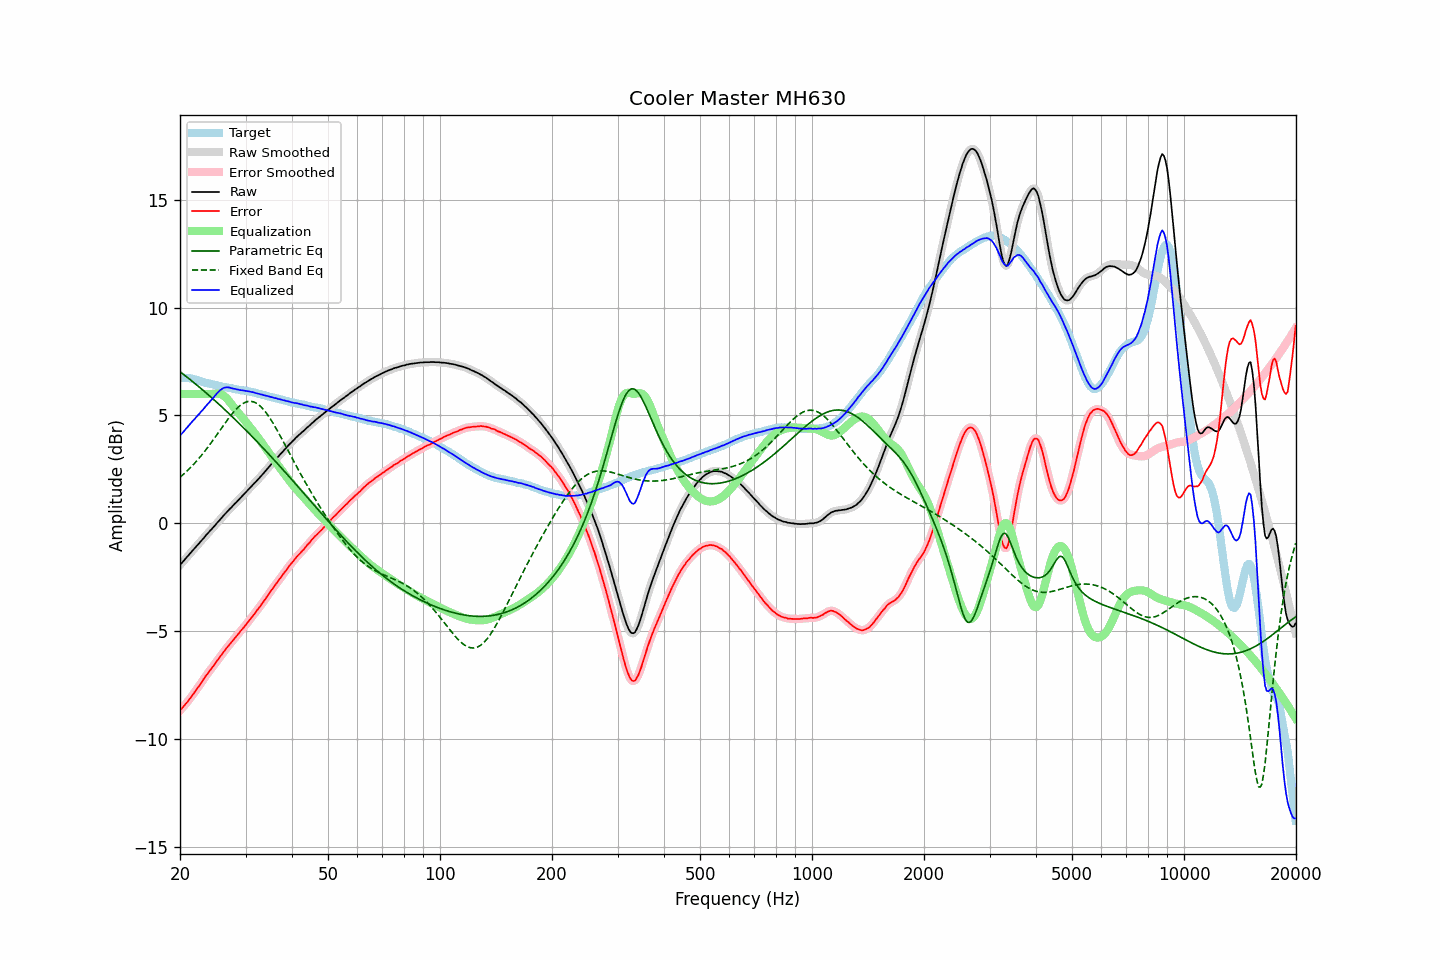 Cooler Master MH630
Target
Raw Smoothed
Error Smoothed
Raw
Error
Equalization
Parametric Eq
Fixed Band Eq
Equalized
15
10
5
0
−5
−10
−15
Amplitude (dBr)
20 50 100 200 500 1000 2000 5000 10000 20000
Frequency (Hz)